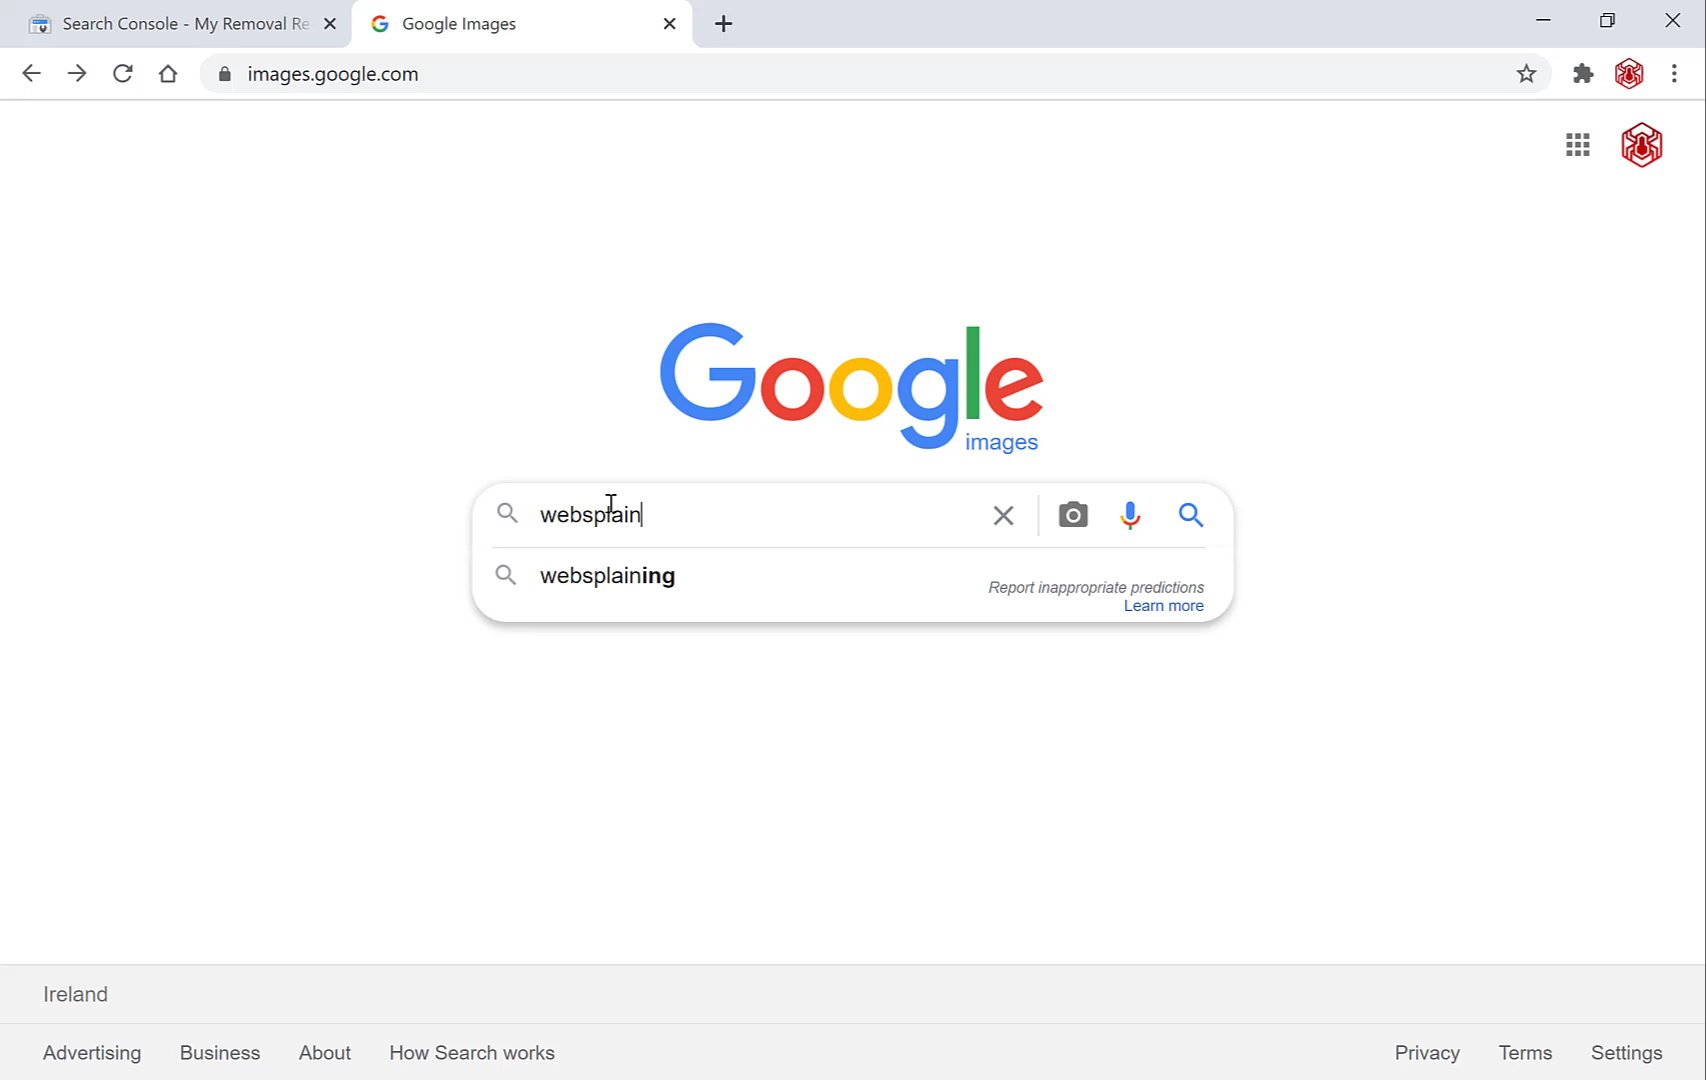 Search Console - My Removal Re
Google Images
images.google.com
Google
images
websplain
websplaining
Report inappropriate predictions
Learn more
Ireland
Advertising Business About How Search works Privacy Terms Settings